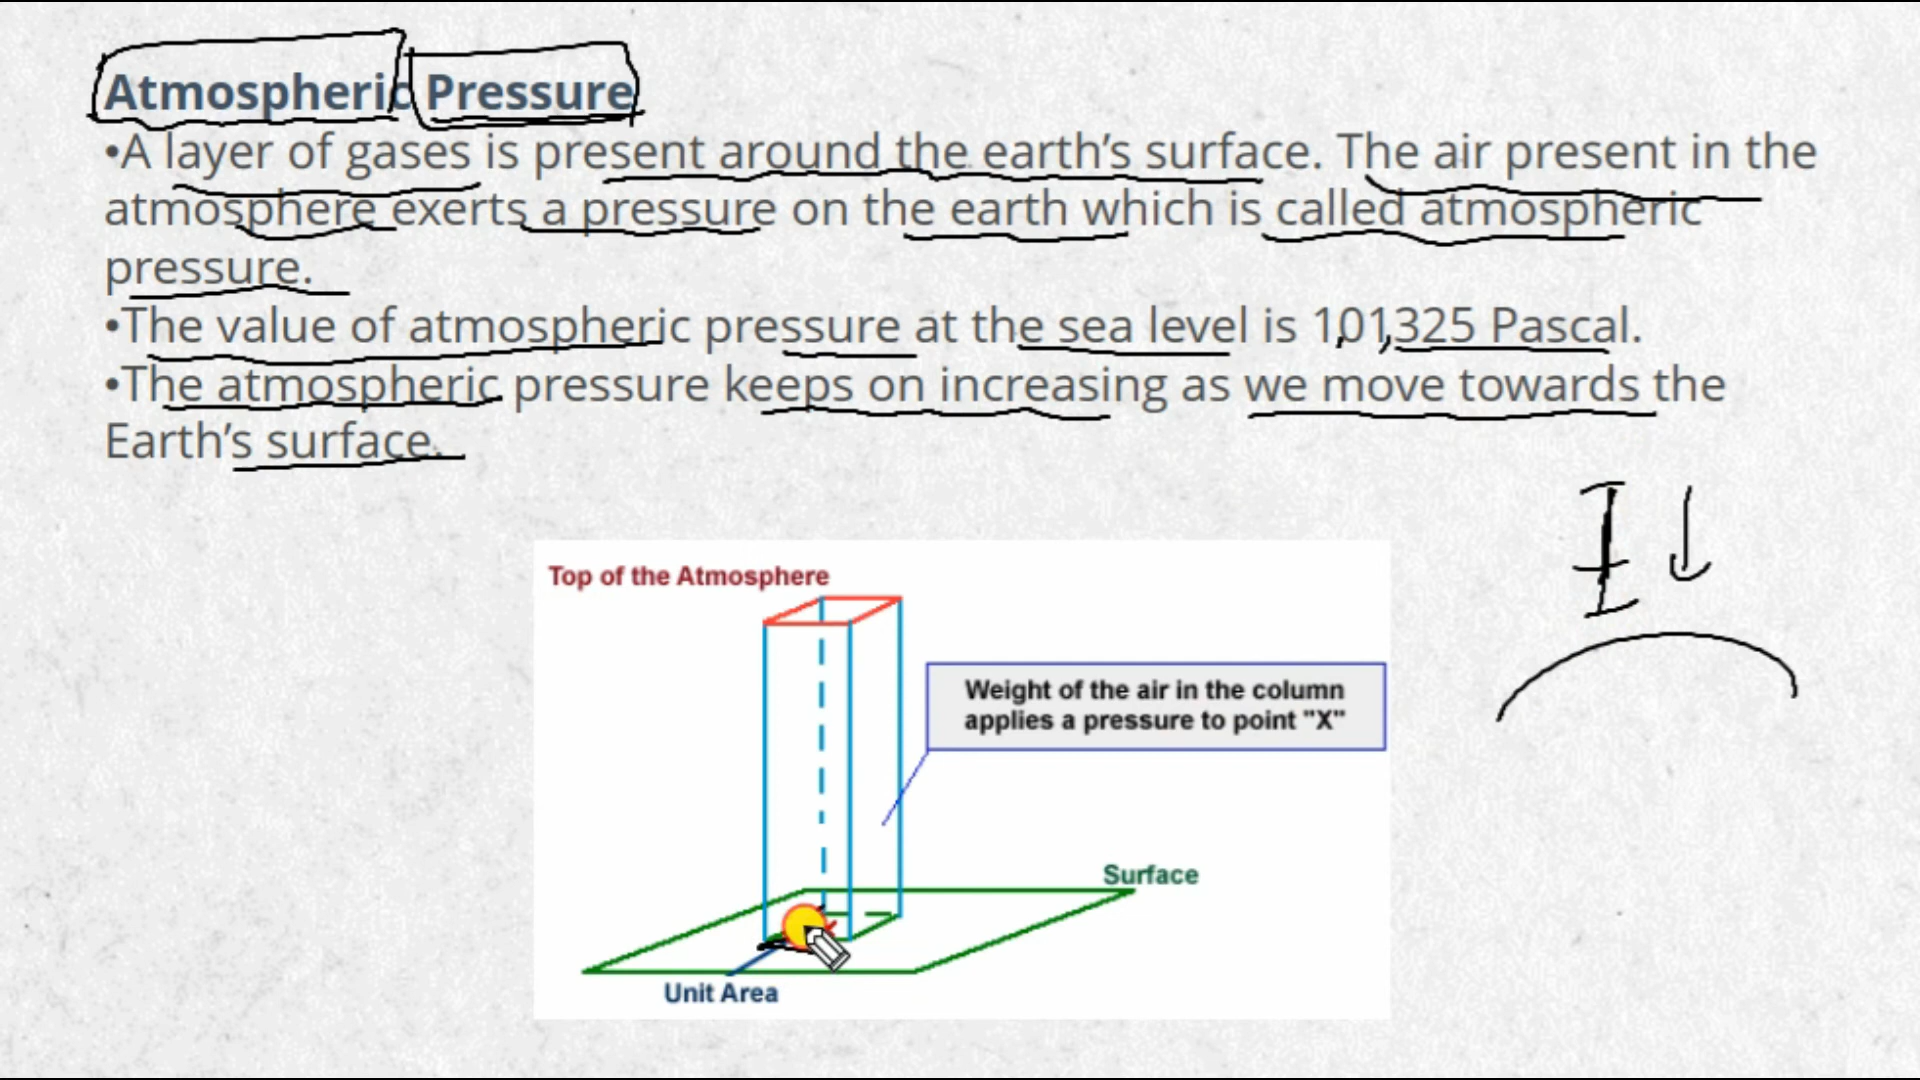 Atmospheric Pressure
•A layer of gases is present around the earth's surface. The air present in the
atmosphere exerts a pressure on the earth which is called atmospheric
pressure.
•The value of atmospheric pressure at the sea level is 101,325 Pascal.
•The atmospheric pressure keeps on increasing as we move towards the
Earth's surface.
Top of the Atmosphere
Weight of the air in the column
applies a pressure to point "X"
Surface
Unit Area